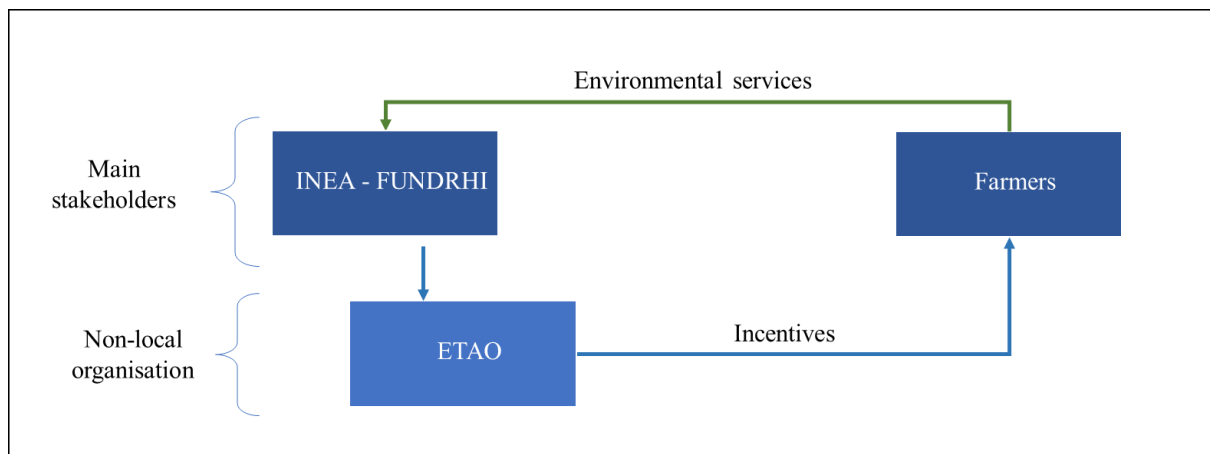 Environmental services
Main
stakeholders
INEA - FUNDRHI
Farmers
Non-local
organisation
ETAO
Incentives